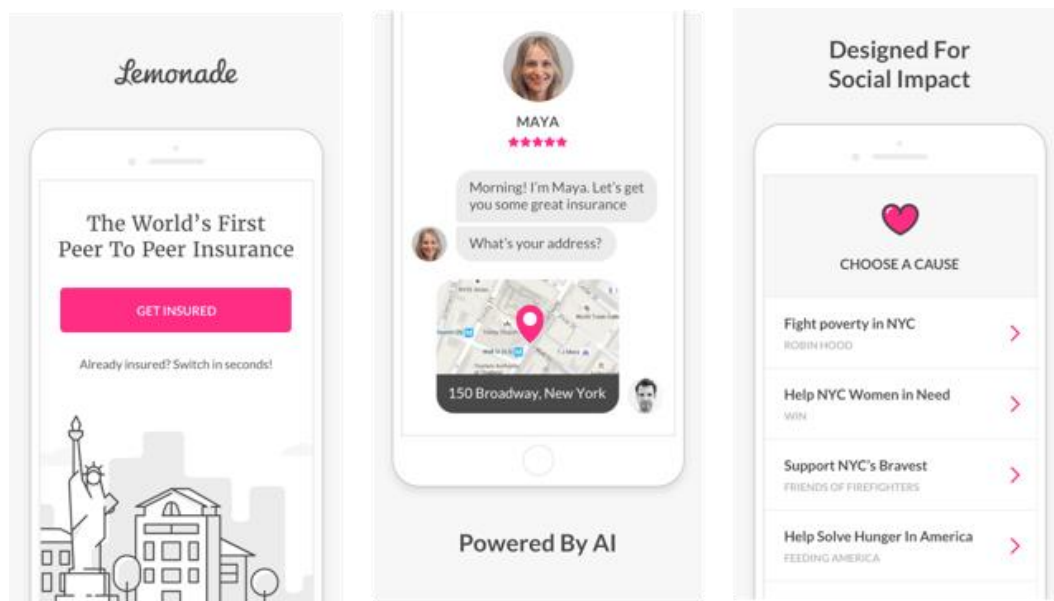 Lemonade
The World's First
Peer To Peer Insurance
GET INSURED
Already insured? Switch in seconds!
MAYA
Morning! I'm Maya. Let's get
you some great insurance
What's your address?
150 Broadway, New York
Powered By AI
Designed For
Social Impact
CHOOSE A CAUSE
Fight poverty in NYC
ROBIN HOOD
Help NYC Women in Need
WIN
Support NYC's Bravest
FRIENDS OF FIREFIGHTERS
Help Solve Hunger In America
FEEDING AMERICA